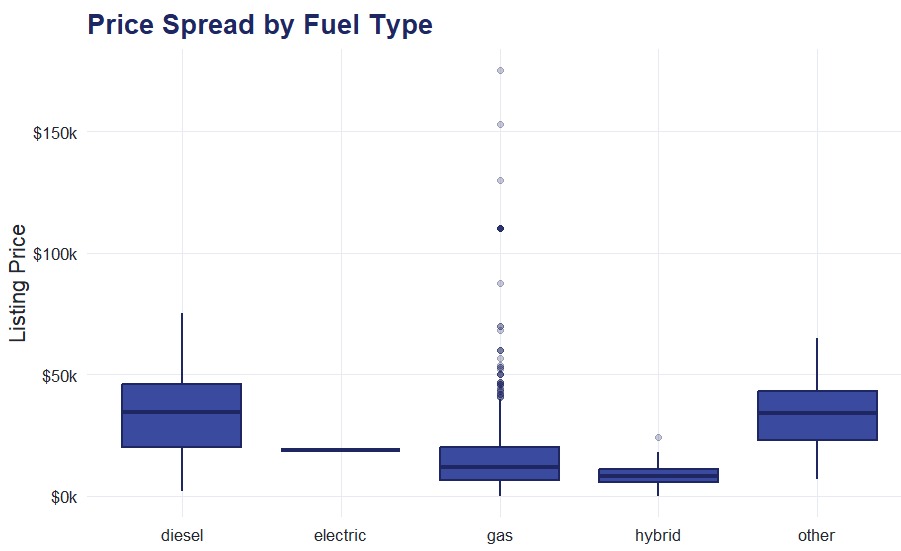 Price Spread by Fuel Type
Listing Price
$150k
$100k
$50k
$0k
diesel electric gas hybrid other